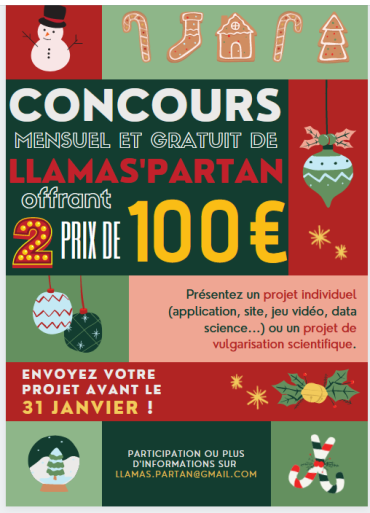 CONCOURS
MENSUEL ET GRATUIT DE
LLAMAS'PARTAN
offrant
2 PRIX DE 100€
Présentez un projet individuel
(application, site, jeu vidéo, data
science...) ou un projet de
vulgarisation scientifique.
ENVOYEZ VOTRE
PROJET AVANT LE
31 JANVIER !
PARTICIPATION OU PLUS
D'INFORMATIONS SUR
LLAMAS.PARTAN@GMAIL.COM